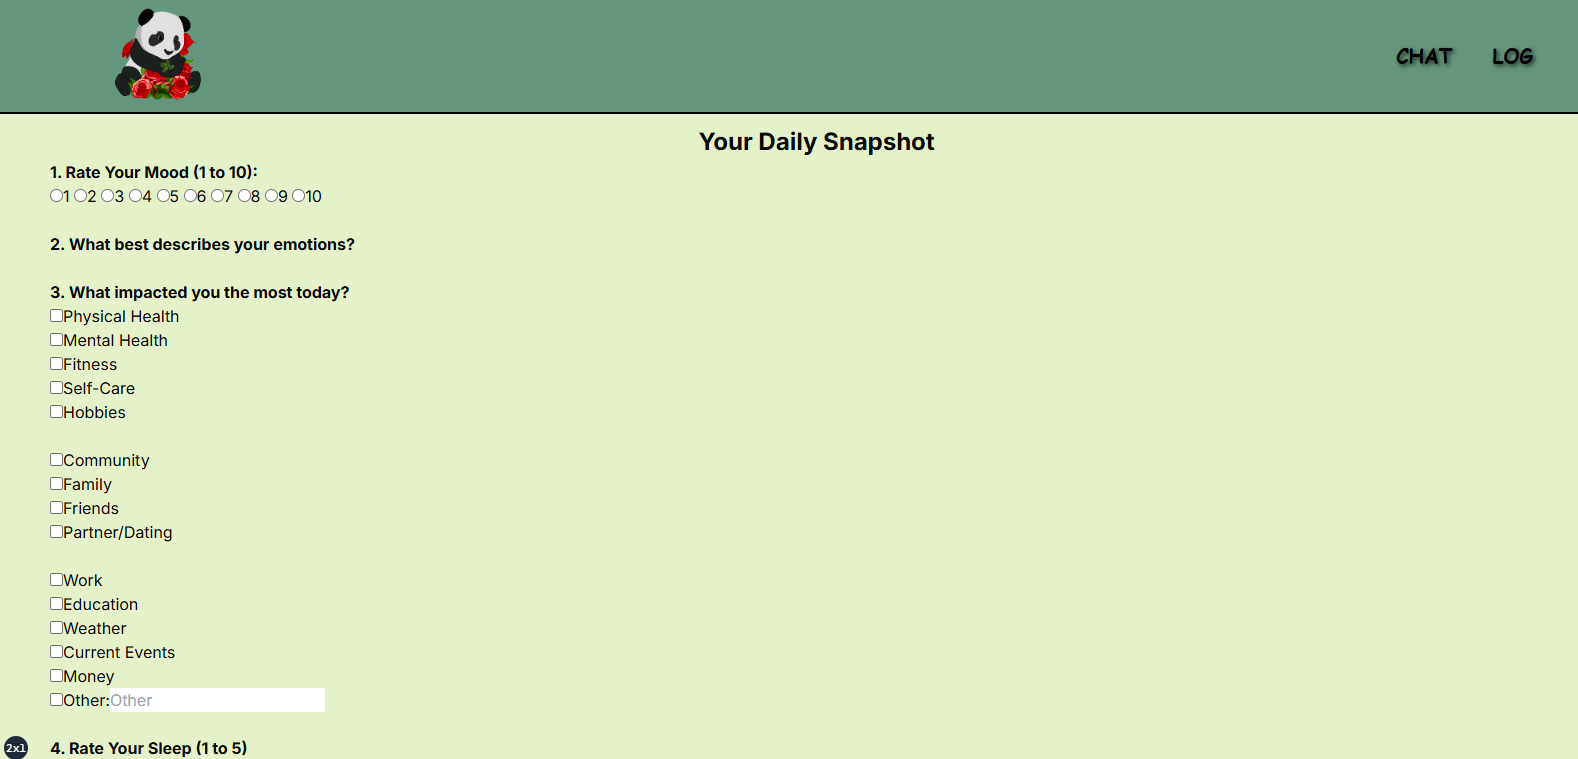 CHAT LOG
Your Daily Snapshot
1. Rate Your Mood (1 to 10):
1 2 3 4 5 6 7 8 9 10
2. What best describes your emotions?
3. What impacted you the most today?
Physical Health
Mental Health
Fitness
Self-Care
Hobbies
Community
Family
Friends
Partner/Dating
Work
Education
Weather
Current Events
Money
Other: Other
2x1
4. Rate Your Sleep (1 to 5)